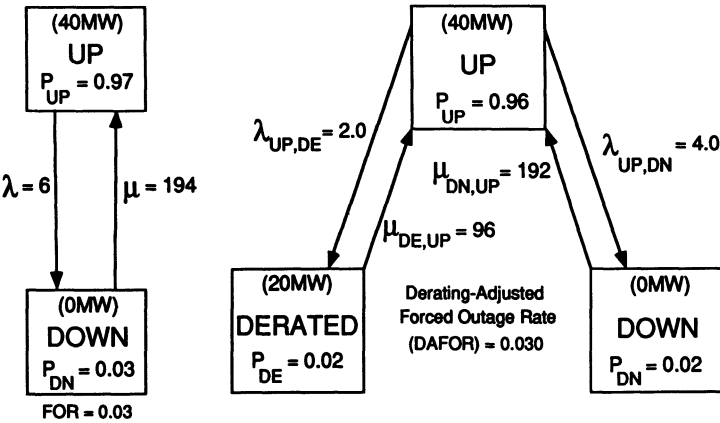 (40MW)
UP
P_UP = 0.97
λ = 6
μ = 194
(0MW)
DOWN
P_DN = 0.03
FOR = 0.03
(40MW)
UP
P_UP = 0.96
λ_UP,DE = 2.0
λ_UP,DN = 4.0
μ_DN,UP = 192
μ_DE,UP = 96
(20MW)
DERATED
P_DE = 0.02
Derating-Adjusted
Forced Outage Rate
(DAFOR) = 0.030
(0MW)
DOWN
P_DN = 0.02